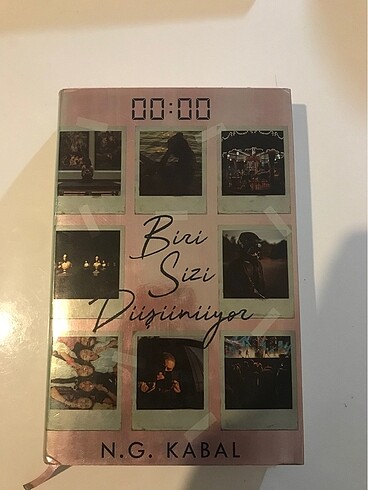 00:00
Biri
Sizi
Düşünüyor
N.G. KABAL